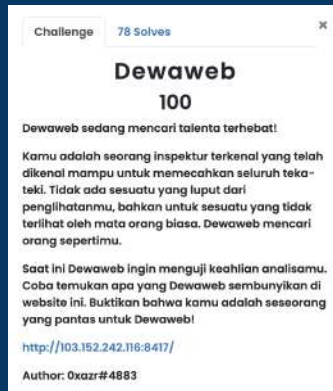 Challenge
78 Solves
×
Dewaweb
100
Dewaweb sedang mencari talenta terhebat!
Kamu adalah seorang inspektur terkenal yang telah
dikenal mampu untuk memecahkan seluruh teka-
teki. Tidak ada sesuatu yang luput dari
penglihatanmu, bahkan untuk sesuatu yang tidak
terlihat oleh mata orang biasa. Dewaweb mencari
orang sepertimu.
Saat ini Dewaweb ingin menguji keahlian analisamu.
Coba temukan apa yang Dewaweb sembunyikan di
website ini. Buktikan bahwa kamu adalah seseorang
yang pantas untuk Dewaweb!
http://103.152.242.116:8417/
Author: 0xazr#4883